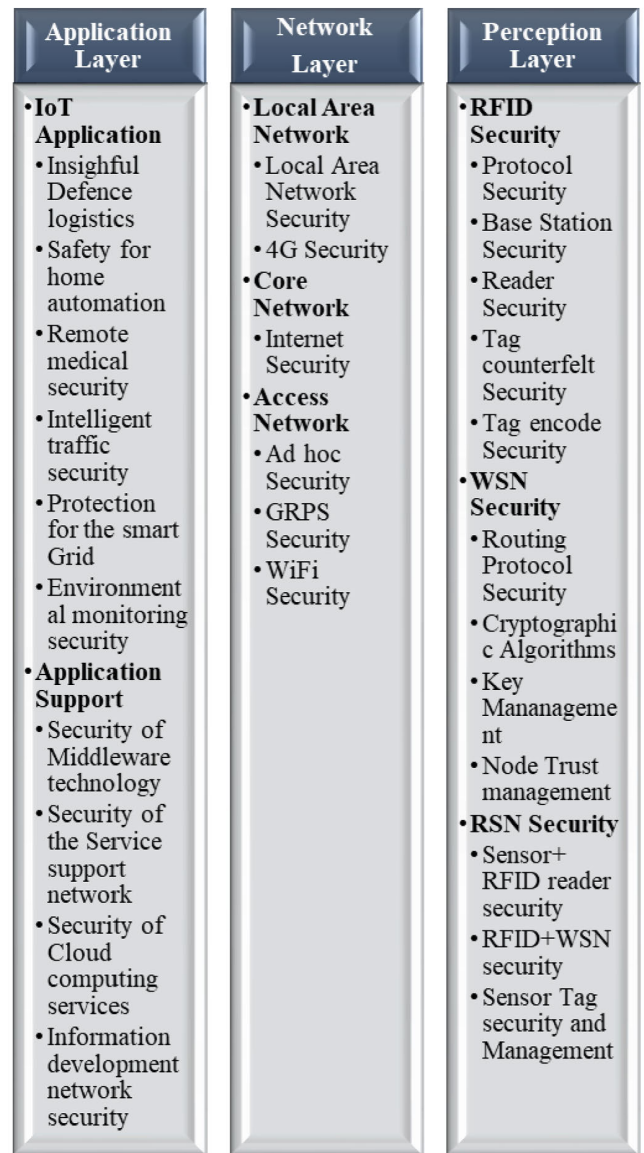 Application
Layer
•IoT
Application
•Insighful
Defence
logistics
•Safety for
home
automation
•Remote
medical
security
•Intelligent
traffic
security
•Protection
for the smart
Grid
•Environment
al monitoring
security
•Application
Support
•Security of
Middleware
technology
•Security of
the Service
support
network
•Security of
Cloud
computing
services
•Information
development
network
security
Network
Layer
•Local Area
Network
•Local Area
Network
Security
•4G Security
•Core
Network
•Internet
Security
•Access
Network
•Ad hoc
Security
•GRPS
Security
•WiFi
Security
Perception
Layer
•RFID
Security
•Protocol
Security
•Base Station
Security
•Reader
Security
•Tag
counterfelt
Security
•Tag encode
Security
•WSN
Security
•Routing
Protocol
Security
•Cryptographi
c Algorithms
•Key
Mananageme
nt
•Node Trust
management
•RSN Security
•Sensor+
RFID reader
security
•RFID+WSN
security
•Sensor Tag
security and
Management